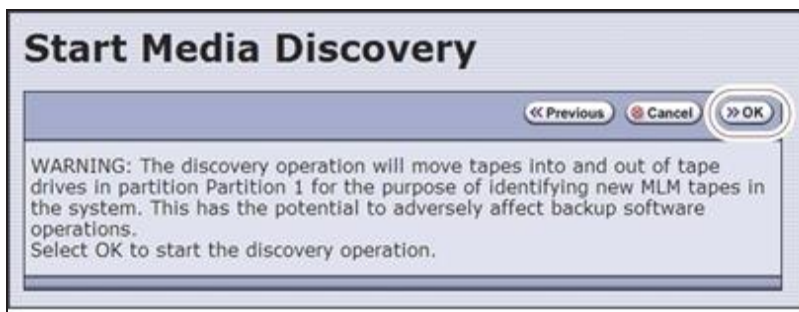 Start Media Discovery
Previous Cancel OK
WARNING: The discovery operation will move tapes into and out of tape
drives in partition Partition 1 for the purpose of identifying new MLM tapes in
the system. This has the potential to adversely affect backup software
operations.
Select OK to start the discovery operation.